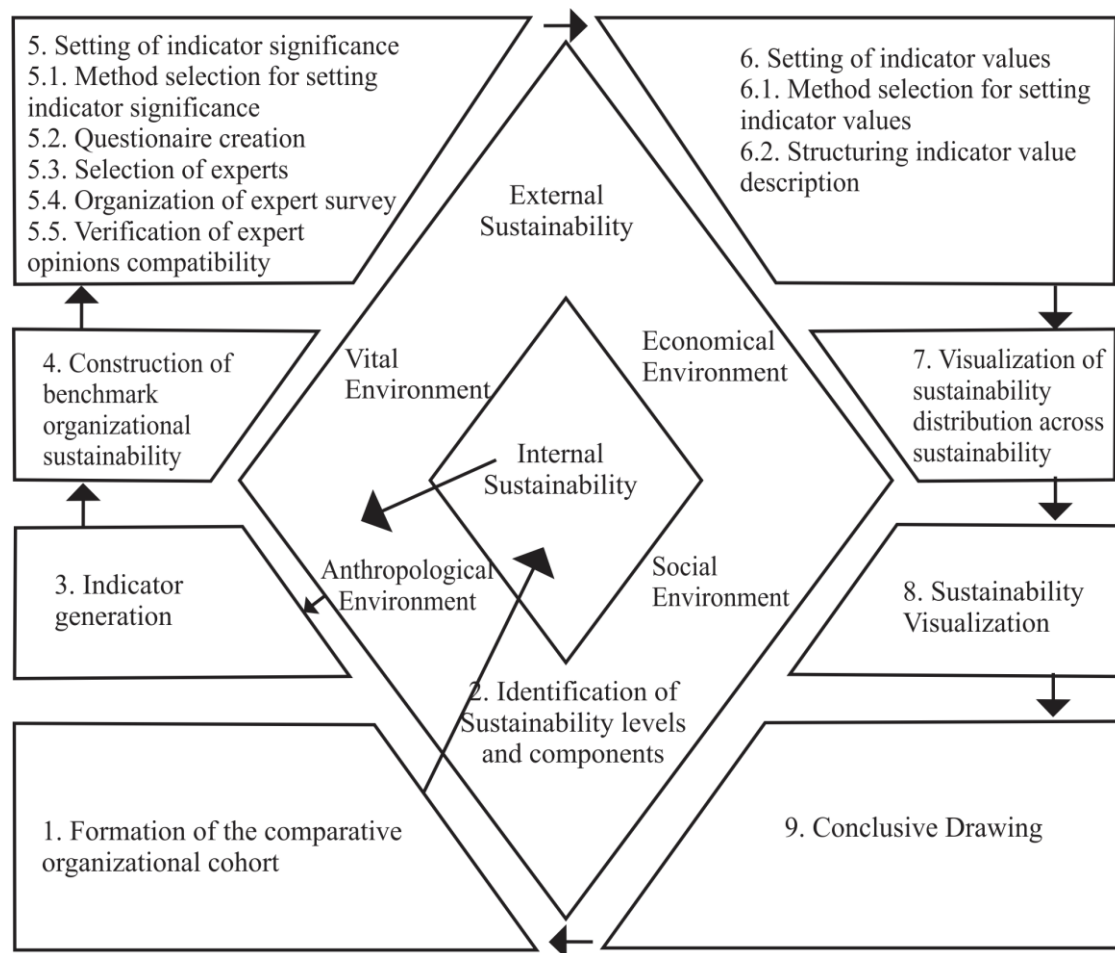 5. Setting of indicator significance
5.1. Method selection for setting
indicator significance
5.2. Questionaire creation
5.3. Selection of experts
5.4. Organization of expert survey
5.5. Verification of expert
opinions compatibility
6. Setting of indicator values
6.1. Method selection for setting
indicator values
6.2. Structuring indicator value
description
External
Sustainability
4. Construction of
benchmark
organizational
sustainability
Vital
Environment
Economical
Environment
7. Visualization of
sustainability
distribution across
sustainability
Internal
Sustainability
3. Indicator
generation
Anthropological
Environment
Social
Environment
8. Sustainability
Visualization
2. Identification of
Sustainability levels
and components
1. Formation of the comparative
organizational cohort
9. Conclusive Drawing